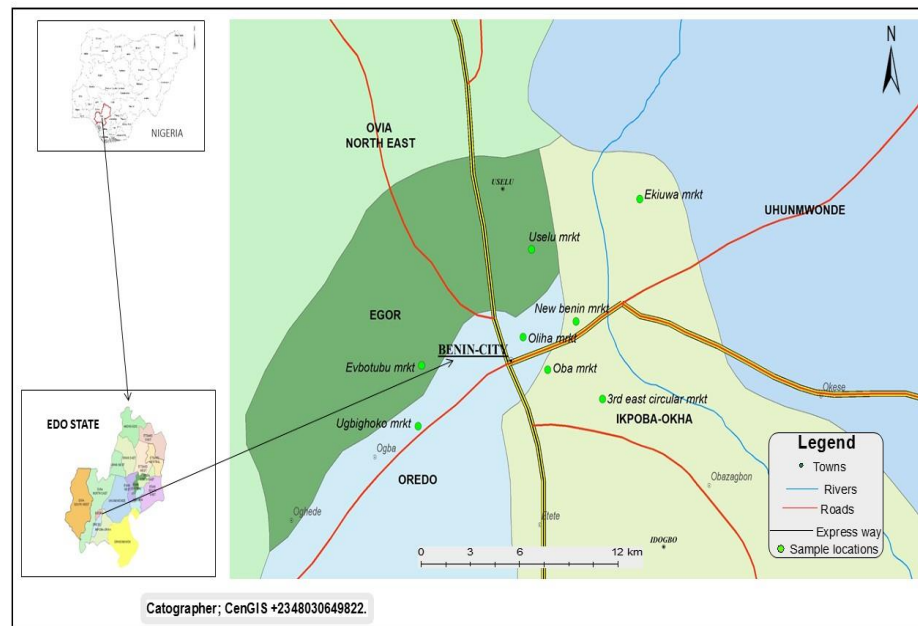 NIGERIA
N
OVIA
NORTH EAST
USELU
Ekiuwa mrkt
UHUNMWONDE
Uselu mrkt
EGOR
New benin mrkt
Oliha mrkt
BENIN-CITY
Evbotubu mrkt
Oba mrkt
Okese
3rd east circular mrkt
IKPOBA-OKHA
Ugbighoko mrkt
EDO STATE
Ogba
OREDO
Obazagbon
Oghede
Etete
IDOGBO
0 3 6 12 km
Legend
Towns
Rivers
Roads
Express way
Sample locations
Catographer; CenGIS +2348030649822.